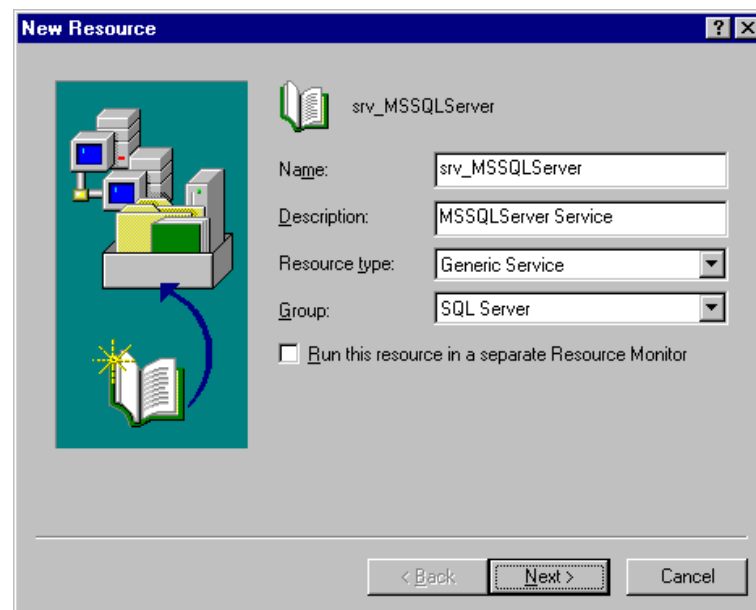 New Resource
srv_MSSQLServer
Name: srv_MSSQLServer
Description: MSSQLServer Service
Resource type: Generic Service
Group: SQL Server
Run this resource in a separate Resource Monitor
< Back Next > Cancel